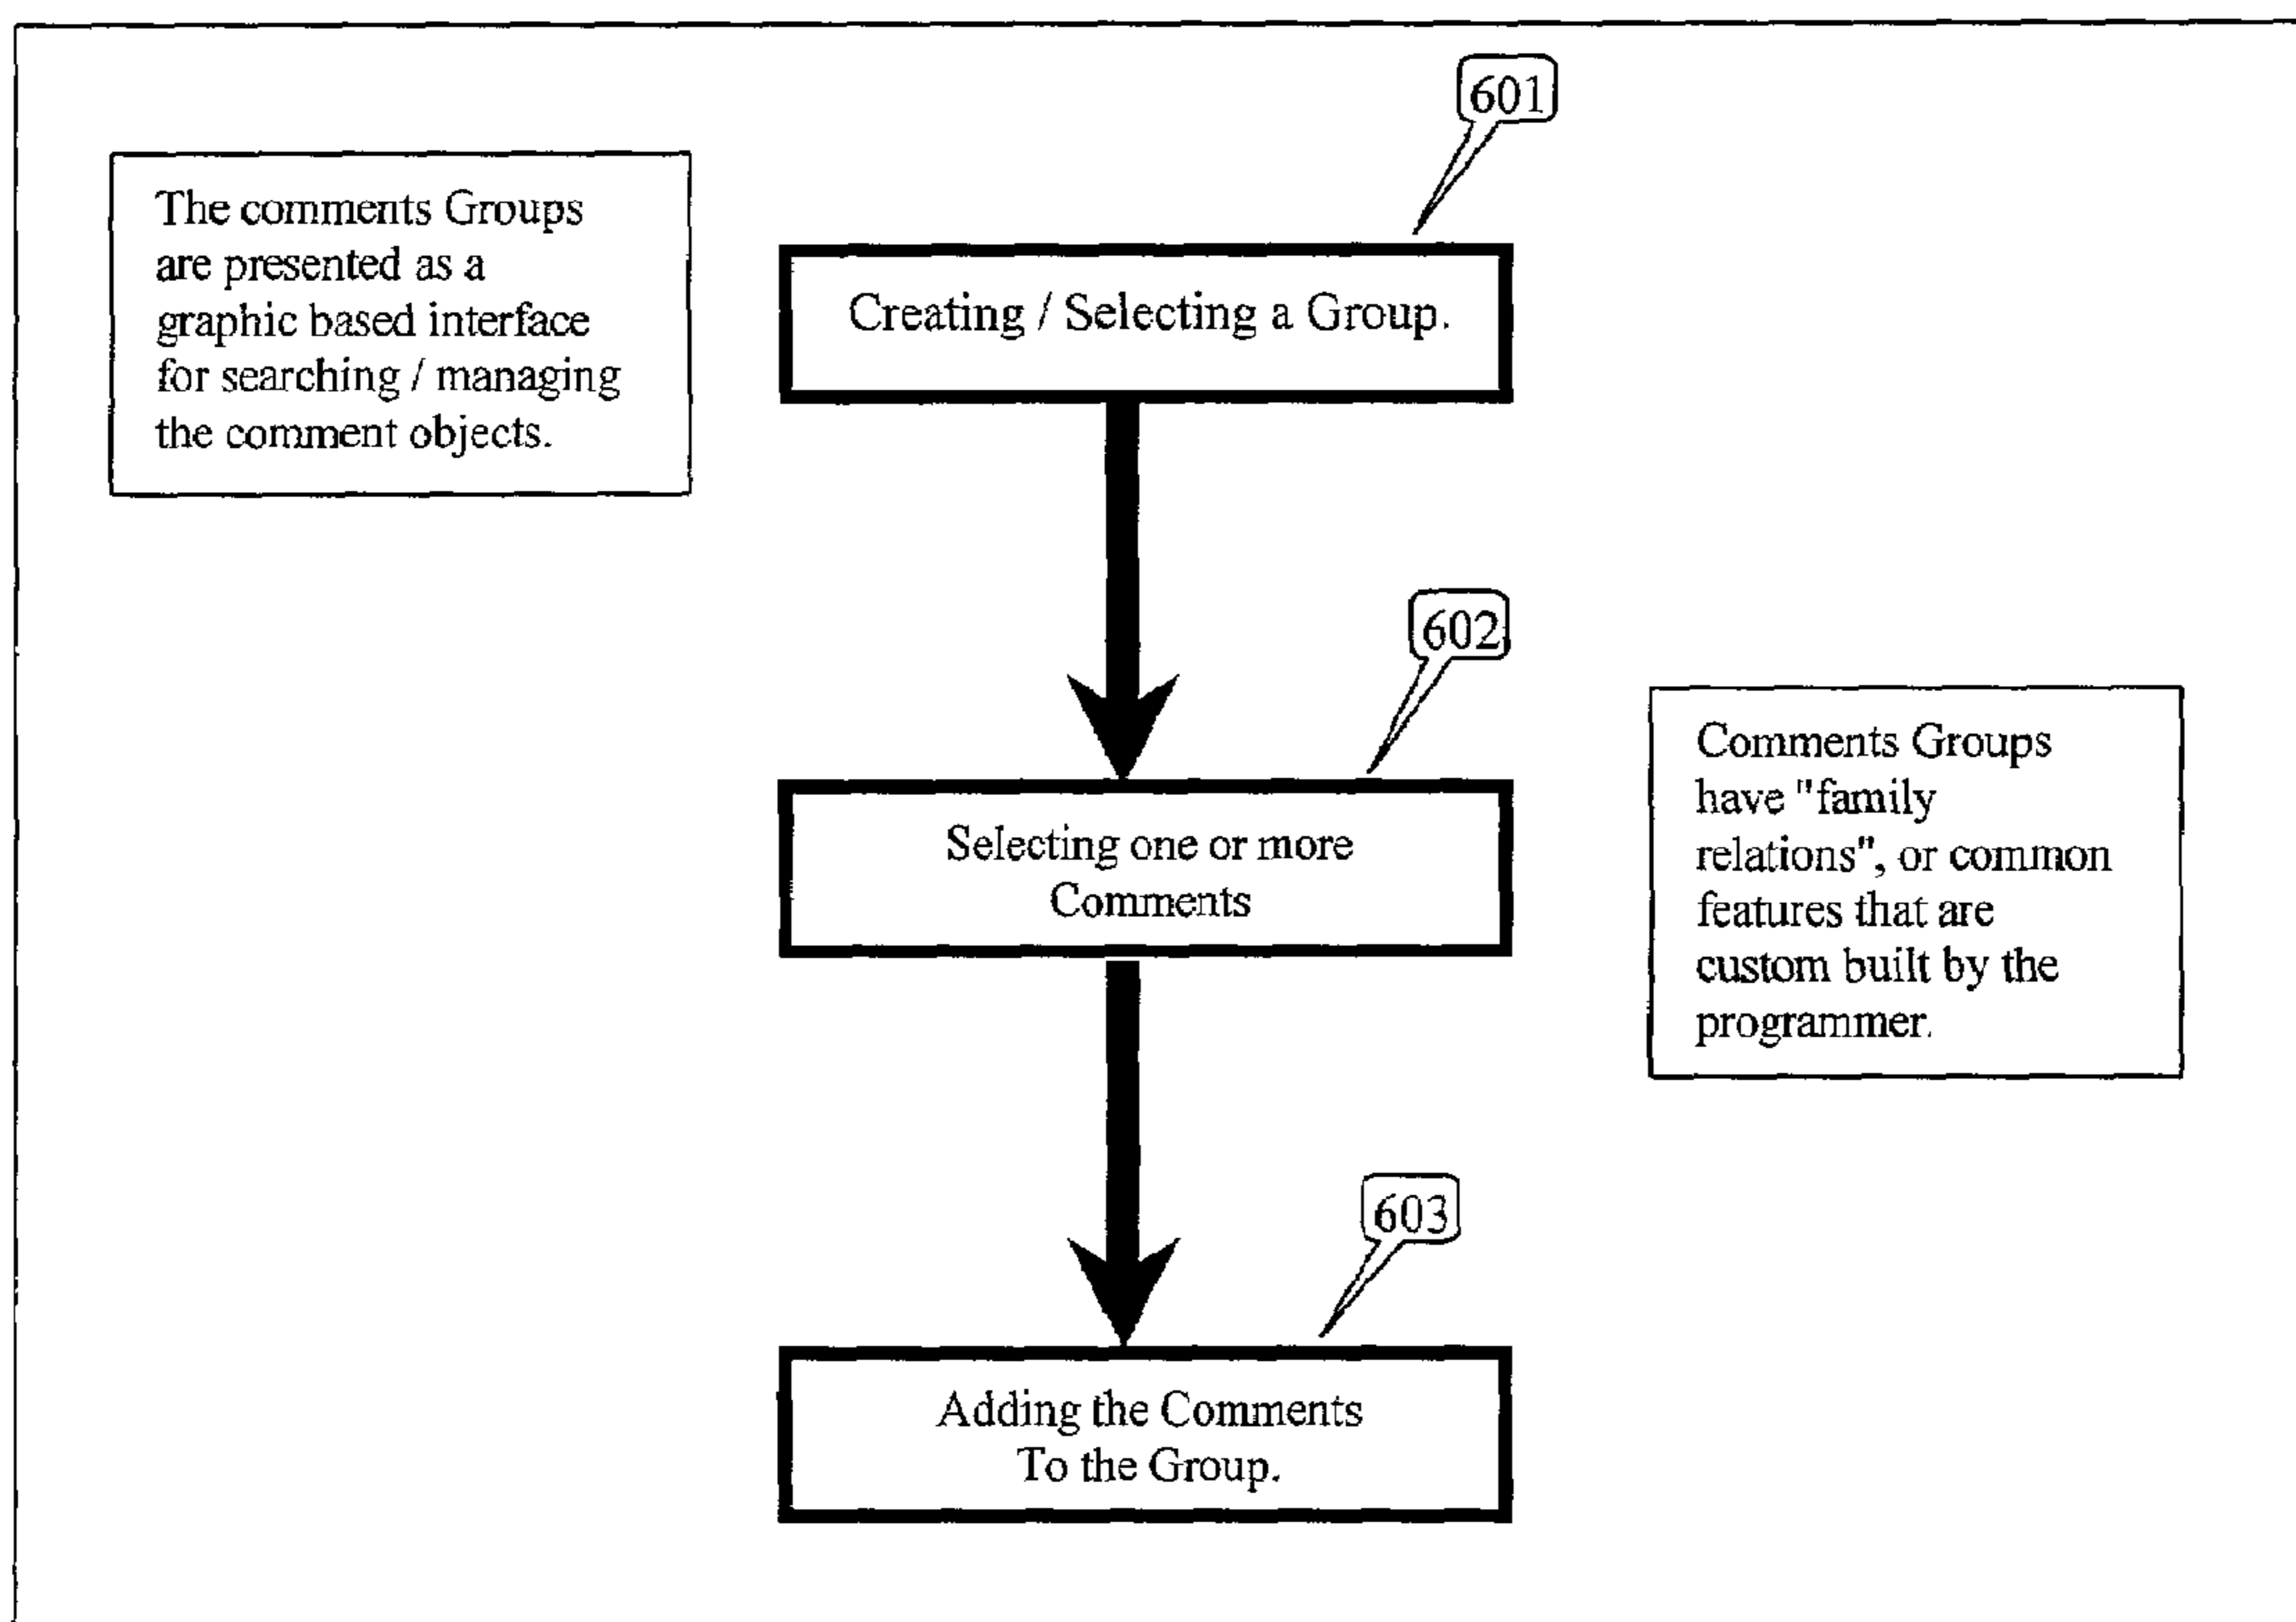 601
The comments Groups
are presented as a
graphic based interface
for searching / managing
the comment objects.
Creating / Selecting a Group.
602
Selecting one or more
Comments
Comments Groups
have "family
relations", or common
features that are
custom built by the
programmer.
603
Adding the Comments
To the Group.